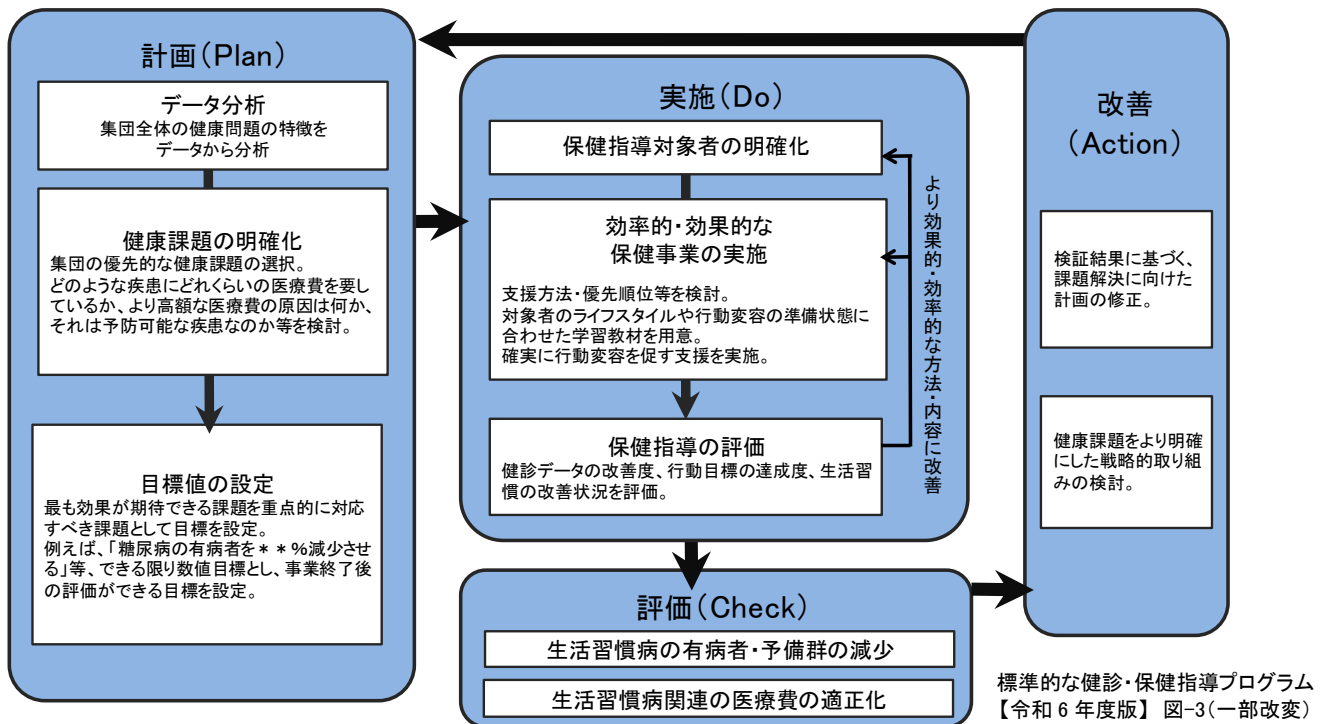 計画(Plan)
データ分析
集団全体の健康問題の特徴を
データから分析
健康課題の明確化
集団の優先的な健康課題の選択。
どのような疾患にどれくらいの医療費を要し
ているか、より高額な医療費の原因は何か、
それは予防可能な疾患なのか等を検討。
目標値の設定
最も効果が期待できる課題を重点的に対応
すべき課題として目標を設定。
例えば、「糖尿病の有病者を**%減少させ
る」等、できる限り数値目標とし、事業終了後
の評価ができる目標を設定。
実施(Do)
保健指導対象者の明確化
効率的・効果的な
保健事業の実施
支援方法・優先順位等を検討。
対象者のライフスタイルや行動変容の準備状態に
合わせた学習教材を用意。
確実に行動変容を促す支援を実施。
保健指導の評価
健診データの改善度、行動目標の達成度、生活習
慣の改善状況を評価。
より効果的・効率的な方法・内容に改善
評価(Check)
生活習慣病の有病者・予備群の減少
生活習慣病関連の医療費の適正化
改善
(Action)
検証結果に基づく、
課題解決に向けた
計画の修正。
健康課題をより明確
にした戦略的取り組
みの検討。
標準的な健診・保健指導プログラム
【令和6年度版】 図-3(一部改変)